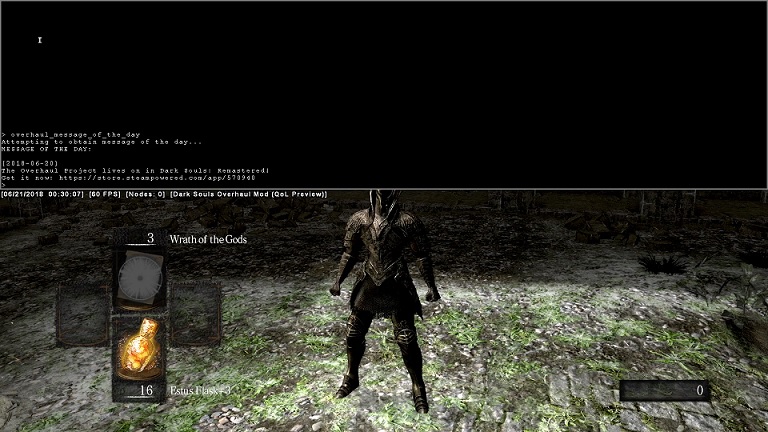 > overhaul_message_of_the_day
Attempting to obtain message of the day...
MESSAGE OF THE DAY:
[2018-06-20]
The Overhaul Project lives on in Dark Souls: Remastered!
Get it now: https://store.steampowered.com/app/570940
>
[06/21/2018 00:30:07] [60 FPS] [Nodes: 0] [Dark Souls Overhaul Mod (QoL Preview)]
3 Wrath of the Gods
16 Estus Flask+3
0